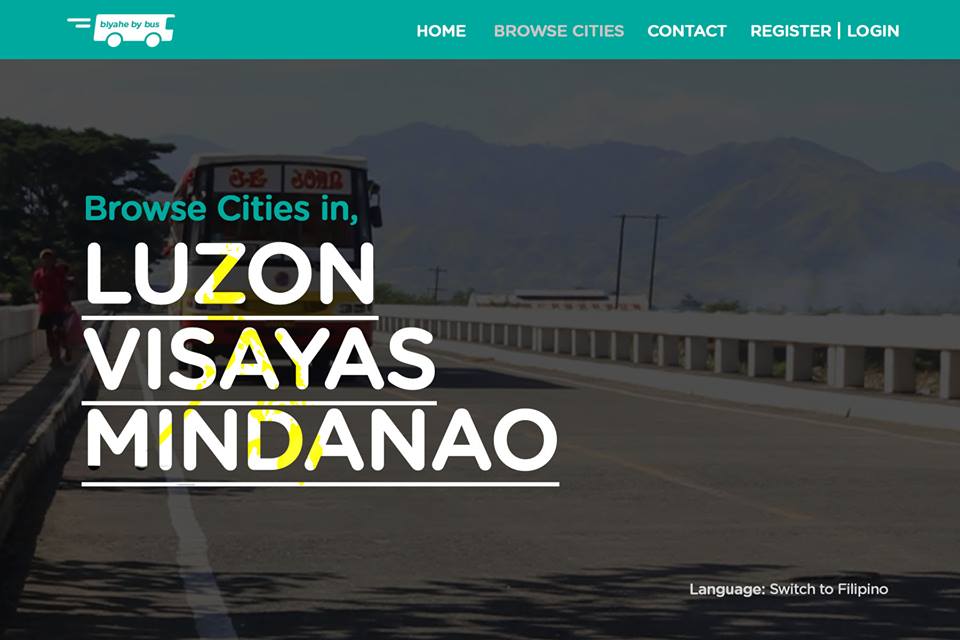 biyahe by bus
HOME BROWSE CITIES CONTACT REGISTER | LOGIN
Browse Cities in,
LUZON
VISAYAS
MINDANAO
Language: Switch to Filipino